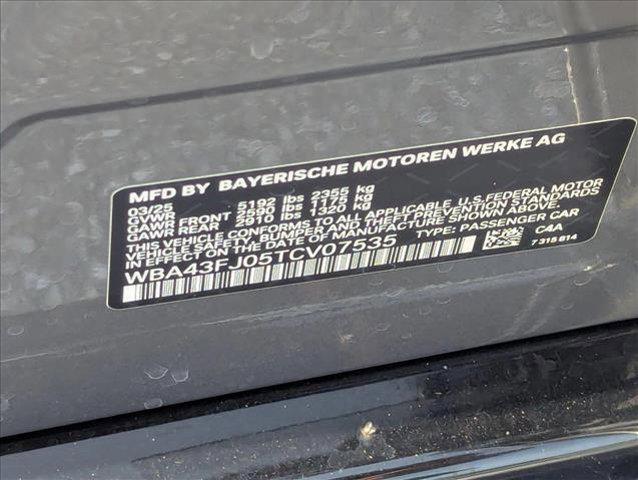 MFD BY BAYERISCHE MOTOREN WERKE AG
03/25
GVWR 5192 lbs 2355 kg
GAWR FRONT 2590 lbs 1175 kg
GAWR REAR 2910 lbs 1320 kg
THIS VEHICLE CONFORMS TO ALL APPLICABLE U.S. FEDERAL MOTOR
VEHICLE SAFETY, BUMPER AND THEFT PREVENTION STANDARDS
IN EFFECT ON THE DATE OF MANUFACTURE SHOWN ABOVE.
WBA43FJ05TCV07535 TYPE: PASSENGER CAR
C4A
7 315 814